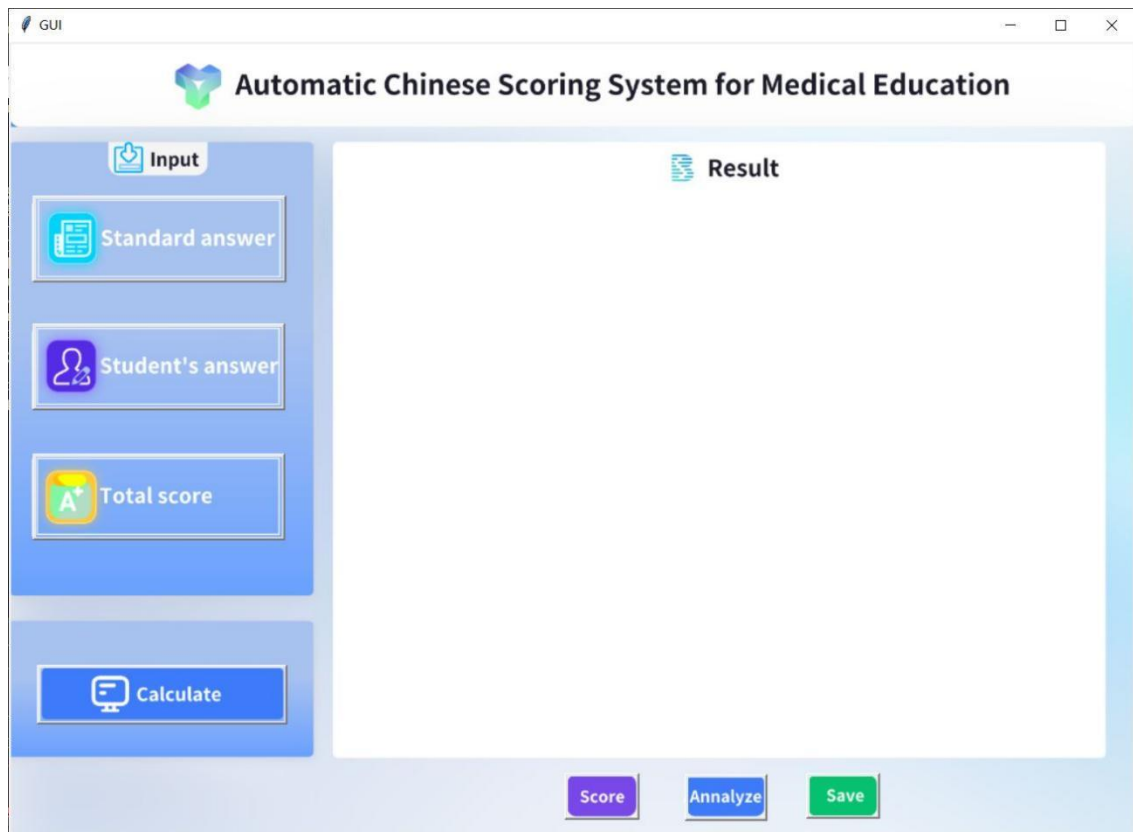 GUI
Automatic Chinese Scoring System for Medical Education
Input
Standard answer
Student's answer
A+
Total score
Calculate
Result
Score
Annalyze
Save